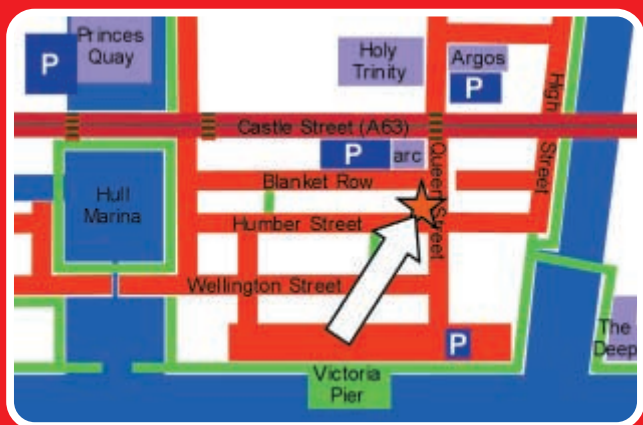 Princes
Quay
P
Holy
Trinity
Argos
P
High
Street
Castle Street (A63)
P
arc
Queen Street
Blanket Row
Hull
Marina
Humber Street
Wellington Street
P
The
Deep
Victoria
Pier